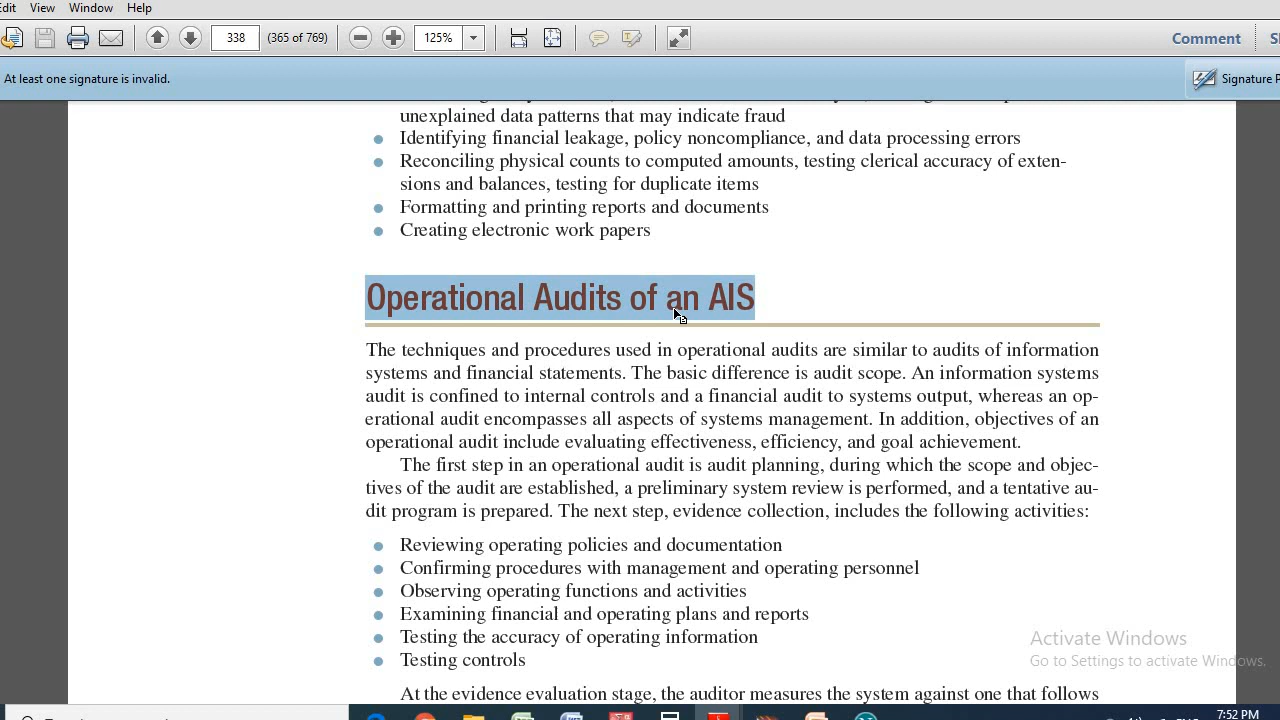 Edit View Window Help
338 (365 of 769) 125% Comment
At least one signature is invalid. Signature
unexplained data patterns that may indicate fraud
● Identifying financial leakage, policy noncompliance, and data processing errors
● Reconciling physical counts to computed amounts, testing clerical accuracy of exten-
sions and balances, testing for duplicate items
● Formatting and printing reports and documents
● Creating electronic work papers
Operational Audits of an AIS
The techniques and procedures used in operational audits are similar to audits of information
systems and financial statements. The basic difference is audit scope. An information systems
audit is confined to internal controls and a financial audit to systems output, whereas an op-
erational audit encompasses all aspects of systems management. In addition, objectives of an
operational audit include evaluating effectiveness, efficiency, and goal achievement.
The first step in an operational audit is audit planning, during which the scope and objec-
tives of the audit are established, a preliminary system review is performed, and a tentative au-
dit program is prepared. The next step, evidence collection, includes the following activities:
● Reviewing operating policies and documentation
● Confirming procedures with management and operating personnel
● Observing operating functions and activities
● Examining financial and operating plans and reports
● Testing the accuracy of operating information
● Testing controls
Activate Windows
Go to Settings to activate Windows.
At the evidence evaluation stage, the auditor measures the system against one that follows
7:52 PM